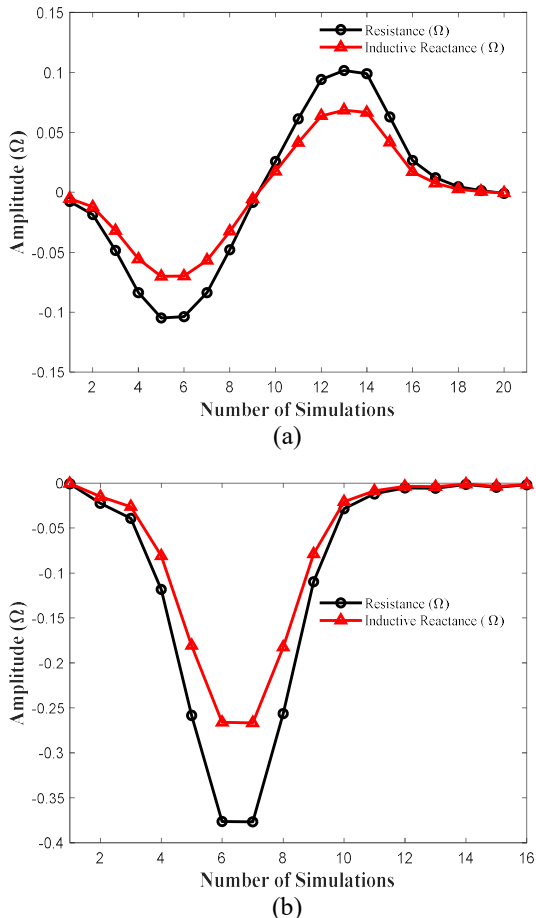 0.15
0.1
0.05
0
-0.05
-0.1
-0.15
Amplitude (Ω)
Resistance (Ω)
Inductive Reactance (Ω)
2 4 6 8 10 12 14 16 18 20
Number of Simulations
(a)
0
-0.05
-0.1
-0.15
-0.2
-0.25
-0.3
-0.35
-0.4
Amplitude (Ω)
Resistance (Ω)
Inductive Reactance (Ω)
2 4 6 8 10 12 14 16
Number of Simulations
(b)